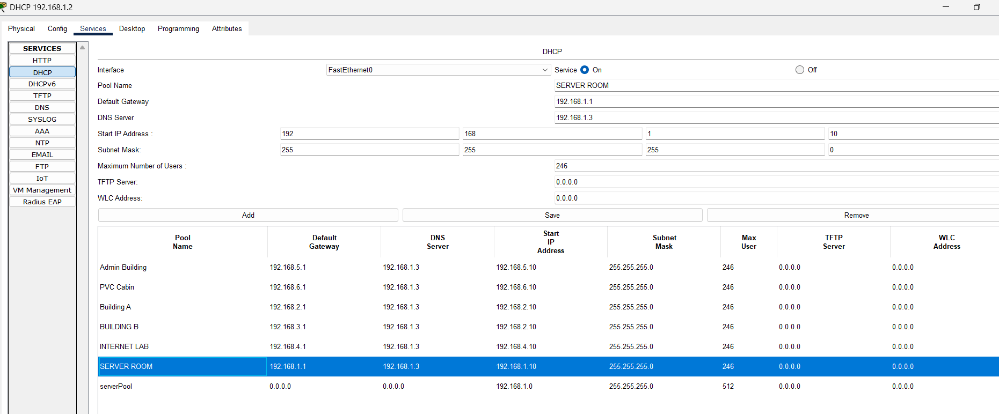 DHCP 192.168.1.2
Physical Config Services Desktop Programming Attributes
SERVICES
HTTP
DHCP
DHCPv6
TFTP
DNS
SYSLOG
AAA
NTP
EMAIL
FTP
IoT
VM Management
Radius EAP
DHCP
Interface FastEthernet0 Service On Off
Pool Name SERVER ROOM
Default Gateway 192.168.1.1
DNS Server 192.168.1.3
Start IP Address : 192 168 1 10
Subnet Mask: 255 255 255 0
Maximum Number of Users : 246
TFTP Server: 0.0.0.0
WLC Address: 0.0.0.0
Add Save Remove
Pool Name Default Gateway DNS Server Start IP Address Subnet Mask Max User TFTP Server WLC Address
Admin Building 192.168.5.1 192.168.1.3 192.168.5.10 255.255.255.0 246 0.0.0.0 0.0.0.0
PVC Cabin 192.168.6.1 192.168.1.3 192.168.6.10 255.255.255.0 246 0.0.0.0 0.0.0.0
Building A 192.168.2.1 192.168.1.3 192.168.2.10 255.255.255.0 246 0.0.0.0 0.0.0.0
BUILDING B 192.168.3.1 192.168.1.3 192.168.2.10 255.255.255.0 246 0.0.0.0 0.0.0.0
INTERNET LAB 192.168.4.1 192.168.1.3 192.168.4.10 255.255.255.0 246 0.0.0.0 0.0.0.0
SERVER ROOM 192.168.1.1 192.168.1.3 192.168.1.10 255.255.255.0 246 0.0.0.0 0.0.0.0
serverPool 0.0.0.0 0.0.0.0 192.168.1.0 255.255.255.0 512 0.0.0.0 0.0.0.0